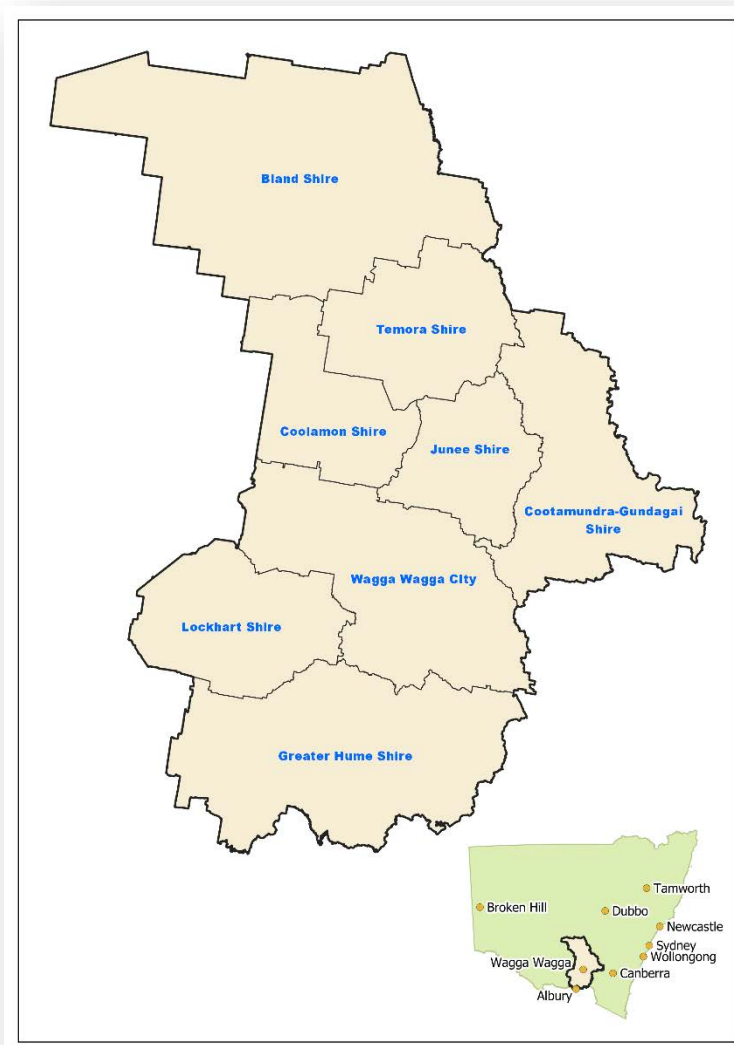 Bland Shire
Temora Shire
Coolamon Shire
Junee Shire
Cootamundra-Gundagai
Shire
Wagga Wagga CIty
Lockhart Shire
Greater Hume Shire
Tamworth
Broken Hill
Dubbo
Newcastle
Sydney
Wollongong
Wagga Wagga
Canberra
Albury